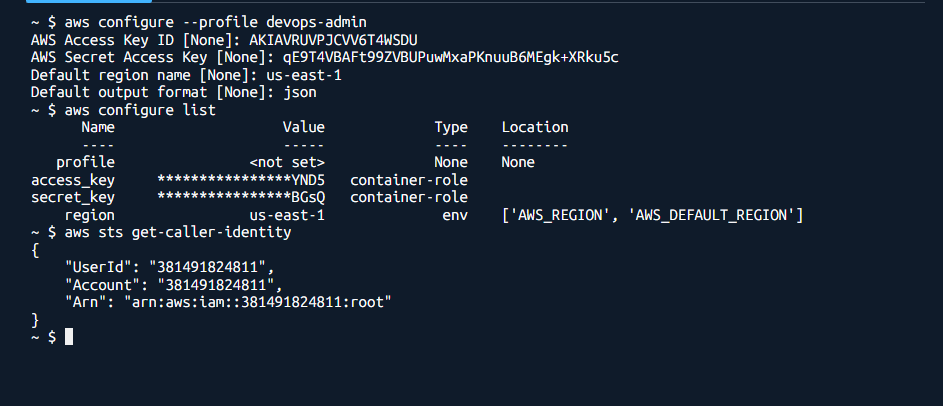 ~ $ aws configure --profile devops-admin
AWS Access Key ID [None]: AKIAVRUVPJCVV6T4WSDU
AWS Secret Access Key [None]: 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
Default region name [None]: us-east-1
Default output format [None]: json
~ $ aws configure list
      Name                    Value             Type    Location
      ----                    -----             ----    --------
   profile                <not set>             None    None
access_key     ****************YND5   container-role
secret_key     ****************BGsQ   container-role
    region                us-east-1              env    ['AWS_REGION', 'AWS_DEFAULT_REGION']
~ $ aws sts get-caller-identity
{
    "UserId": "381491824811",
    "Account": "381491824811",
    "Arn": "arn:aws:iam::381491824811:root"
}
~ $